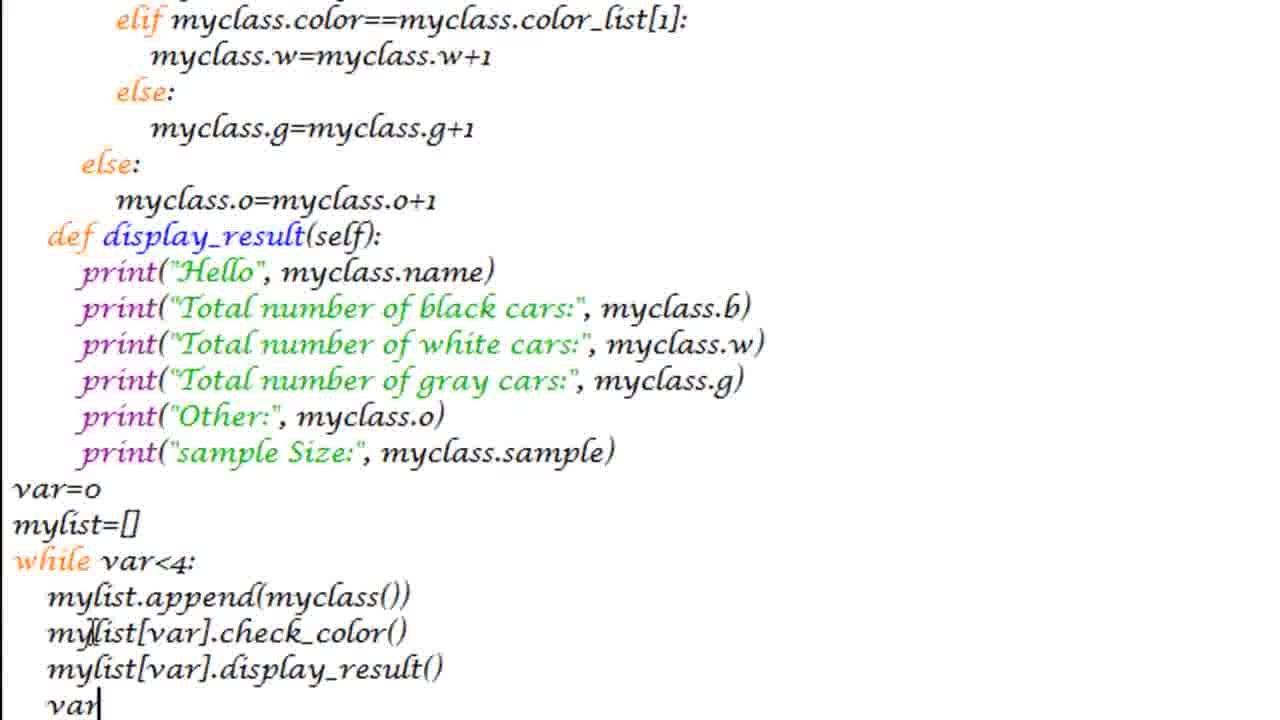 elif myclass.color==myclass.color_list[1]:
myclass.w=myclass.w+1
else:
myclass.g=myclass.g+1
else:
myclass.o=myclass.o+1
def display_result(self):
print("Hello", myclass.name)
print("Total number of black cars:", myclass.b)
print("Total number of white cars:", myclass.w)
print("Total number of gray cars:", myclass.g)
print("Other:", myclass.o)
print("sample Size:", myclass.sample)
var=0
mylist=[]
while var<4:
mylist.append(myclass())
mylist[var].check_color()
mylist[var].display_result()
var